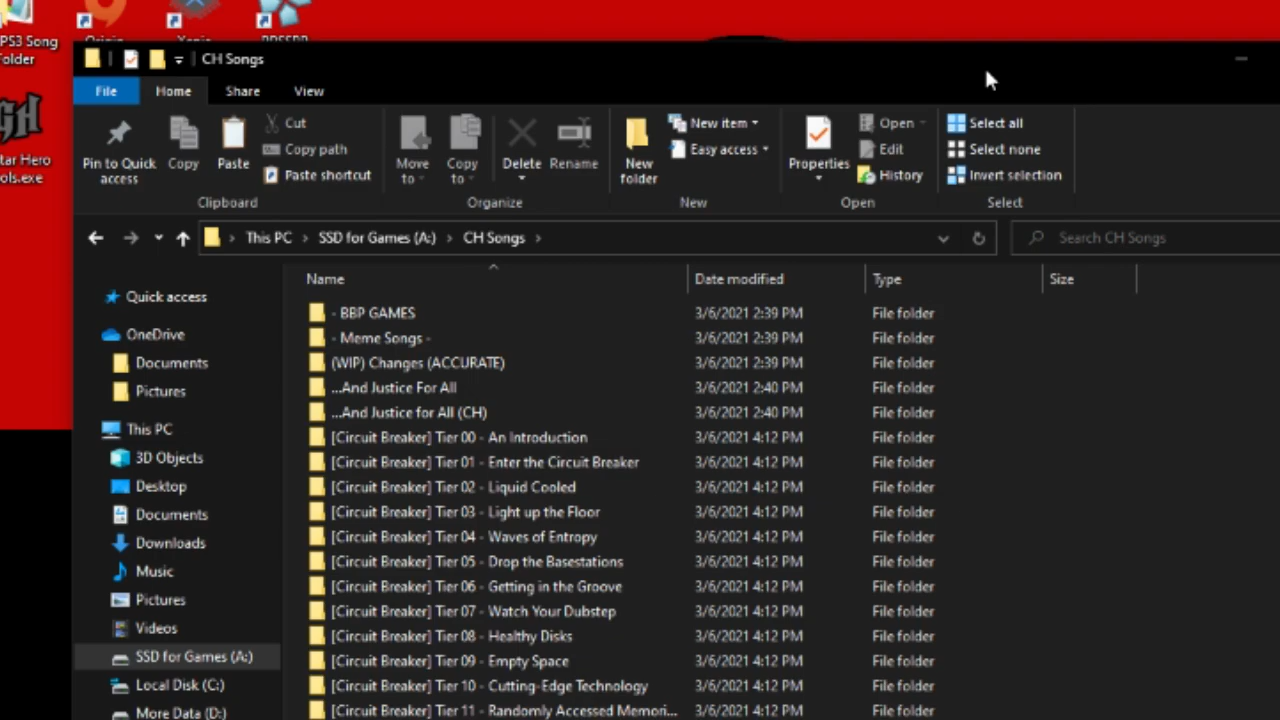 PS3 Song
Folder
Origin
tar Hero
ols.exe
CH Songs
File
Home
Share
View
Pin to Quick
access
Copy
Paste
Cut
Copy path
Paste shortcut
Clipboard
Move
to
Copy
to
Delete
Rename
Organize
New
folder
New item
Easy access
New
Properties
Open
Edit
History
Open
Select all
Select none
Invert selection
Select
This PC > SSD for Games (A:) > CH Songs >
Search CH Songs
Name Date modified Type Size
Quick access
OneDrive
Documents
Pictures
This PC
3D Objects
Desktop
Documents
Downloads
Music
Pictures
Videos
SSD for Games (A:)
Local Disk (C:)
More Data (D:)
- BBP GAMES 3/6/2021 2:39 PM File folder
- Meme Songs - 3/6/2021 2:39 PM File folder
(WIP) Changes (ACCURATE) 3/6/2021 2:39 PM File folder
...And Justice For All 3/6/2021 2:40 PM File folder
...And Justice for All (CH) 3/6/2021 2:40 PM File folder
[Circuit Breaker] Tier 00 - An Introduction 3/6/2021 4:12 PM File folder
[Circuit Breaker] Tier 01 - Enter the Circuit Breaker 3/6/2021 4:12 PM File folder
[Circuit Breaker] Tier 02 - Liquid Cooled 3/6/2021 4:12 PM File folder
[Circuit Breaker] Tier 03 - Light up the Floor 3/6/2021 4:12 PM File folder
[Circuit Breaker] Tier 04 - Waves of Entropy 3/6/2021 4:12 PM File folder
[Circuit Breaker] Tier 05 - Drop the Basestations 3/6/2021 4:12 PM File folder
[Circuit Breaker] Tier 06 - Getting in the Groove 3/6/2021 4:12 PM File folder
[Circuit Breaker] Tier 07 - Watch Your Dubstep 3/6/2021 4:12 PM File folder
[Circuit Breaker] Tier 08 - Healthy Disks 3/6/2021 4:12 PM File folder
[Circuit Breaker] Tier 09 - Empty Space 3/6/2021 4:12 PM File folder
[Circuit Breaker] Tier 10 - Cutting-Edge Technology 3/6/2021 4:12 PM File folder
[Circuit Breaker] Tier 11 - Randomly Accessed Memori... 3/6/2021 4:12 PM File folder